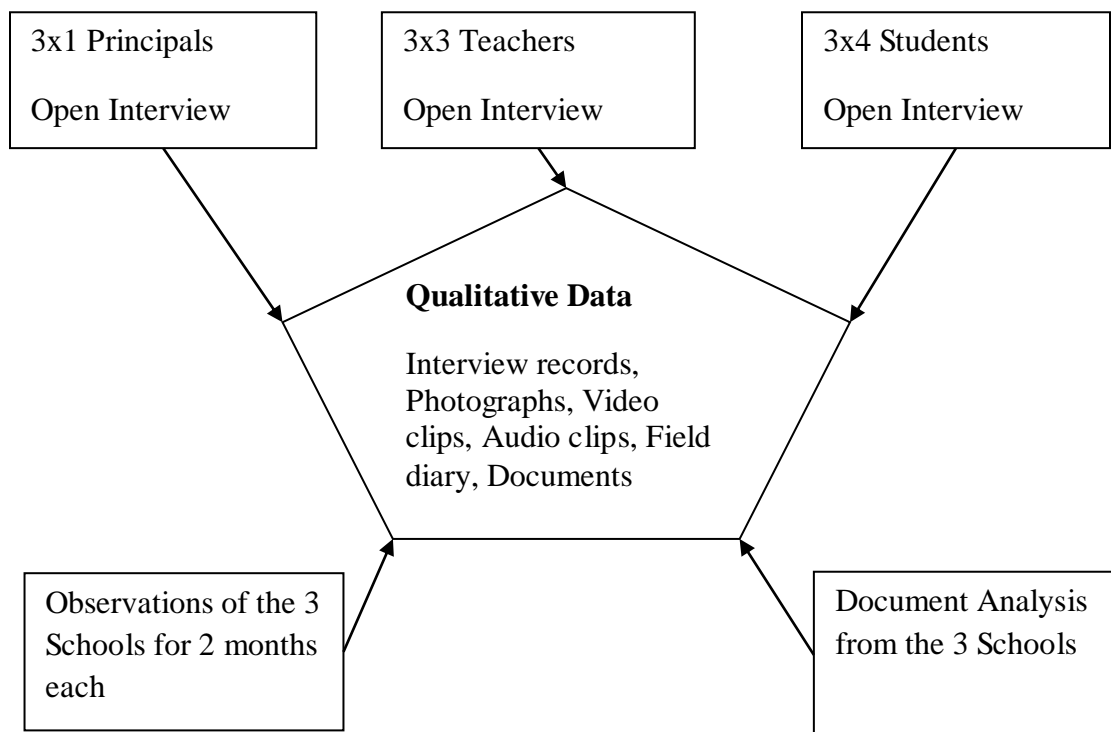 3x1 Principals
Open Interview
3x3 Teachers
Open Interview
3x4 Students
Open Interview
Qualitative Data
Interview records,
Photographs, Video
clips, Audio clips, Field
diary, Documents
Observations of the 3
Schools for 2 months
each
Document Analysis
from the 3 Schools